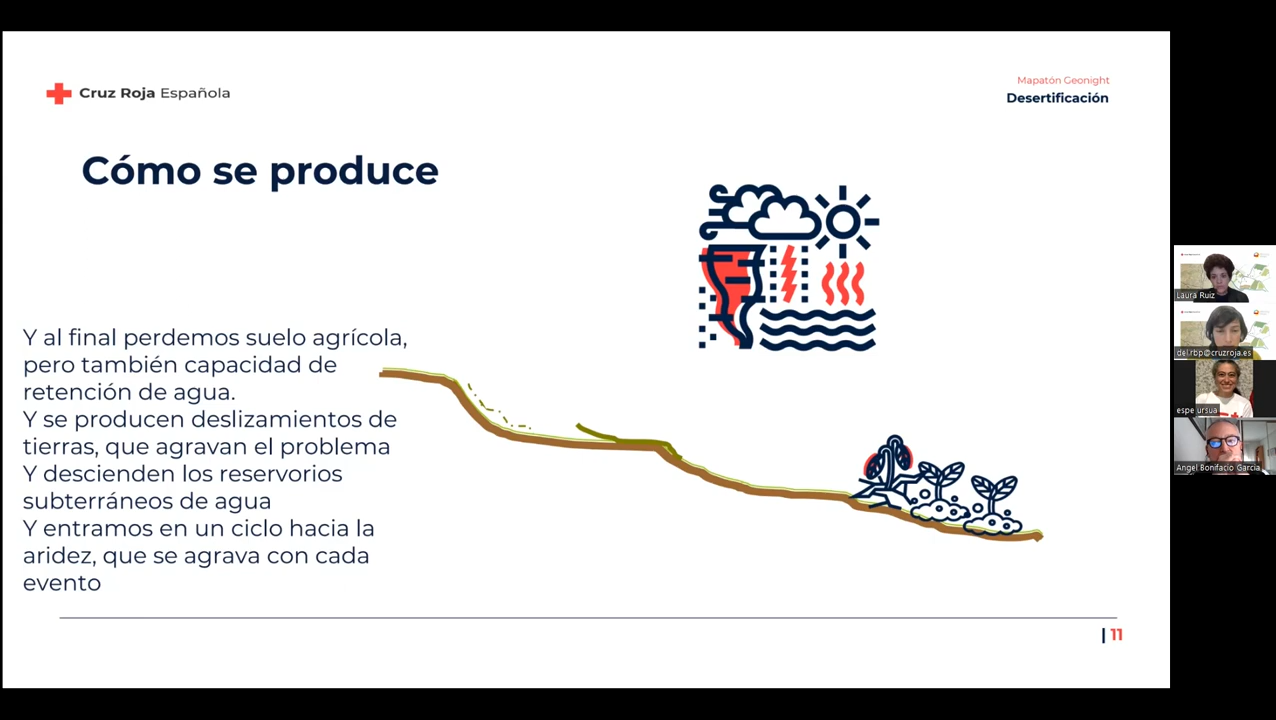 Cruz Roja Española
Mapatón Geonight
Desertificación
Cómo se produce
Y al final perdemos suelo agrícola,
pero también capacidad de
retención de agua.
Y se producen deslizamientos de
tierras, que agravan el problema
Y descienden los reservorios
subterráneos de agua
Y entramos en un ciclo hacia la
aridez, que se agrava con cada
evento
| 11
Laura Ruiz
del.rbp@cruzroja.es
espe ursua
Angel Bonifacio Garcia